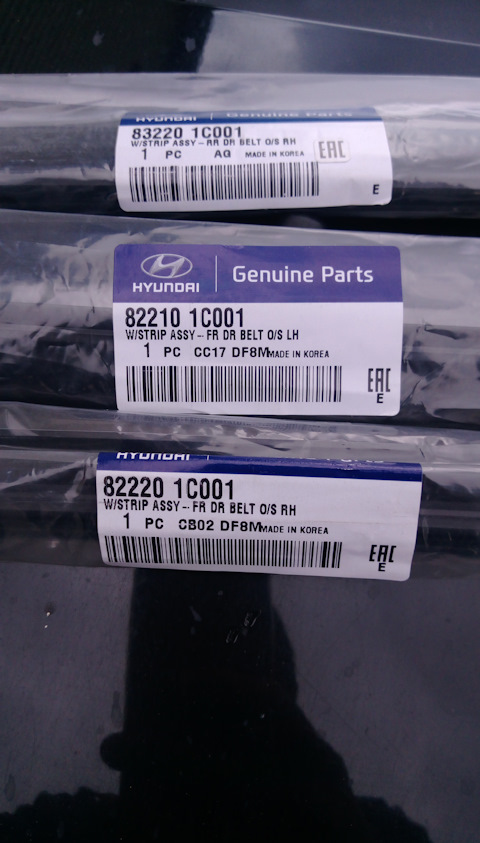 HYUNDAI Genuine Parts
83220 1C001
W/STRIP ASSY - RR DR BELT O/S RH
1 PC AG MADE IN KOREA EAC
E
HYUNDAI Genuine Parts
82210 1C001
W/STRIP ASSY - FR DR BELT O/S LH
1 PC CC17 DF8M MADE IN KOREA
EAC
E
HYUNDAI
82220 1C001
W/STRIP ASSY - FR DR BELT O/S RH
1 PC CB02 DF8M MADE IN KOREA
EAC
E